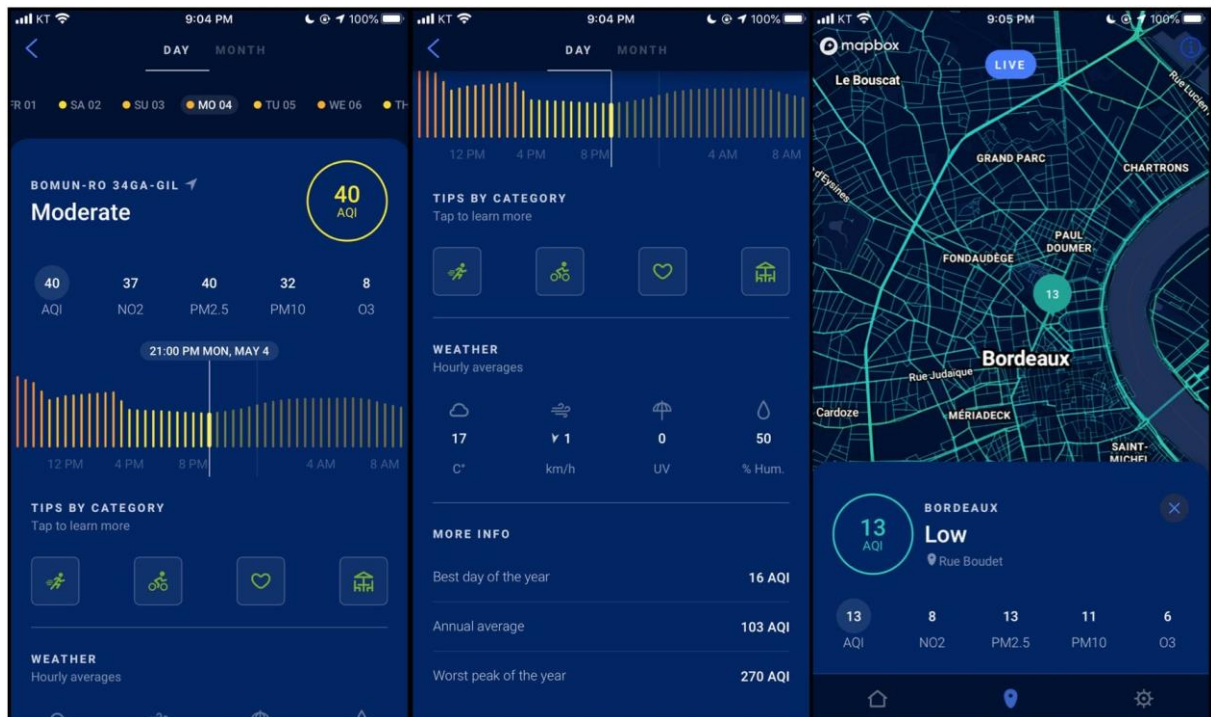 KT 9:04 PM 100%
DAY MONTH
FR 01 SA 02 SU 03 MO 04 TU 05 WE 06 TH
BOMUN-RO 34GA-GIL
Moderate
40
AQI
40 37 40 32 8
AQI NO2 PM2.5 PM10 O3
21:00 PM MON, MAY 4
12 PM 4 PM 8 PM 4 AM 8 AM
TIPS BY CATEGORY
Tap to learn more
WEATHER
Hourly averages
KT 9:04 PM 100%
DAY MONTH
12 PM 4 PM 8 PM 4 AM 8 AM
TIPS BY CATEGORY
Tap to learn more
WEATHER
Hourly averages
17 1 0 50
C° km/h UV % Hum.
MORE INFO
Best day of the year 16 AQI
Annual average 103 AQI
Worst peak of the year 270 AQI
KT 9:05 PM 100%
mapbox
LIVE
Le Bouscat
Rue Lucien
GRAND PARC
CHARTRONS
d'Eysines
PAUL
DOUMER
FONDAUDÈGE
13
Bordeaux
Rue Judaïque
Cardoze
MÉRIADECK
SAINT-
MICHEL
BORDEAUX
13
AQI
Low
Rue Boudet
13 8 13 11 6
AQI NO2 PM2.5 PM10 O3